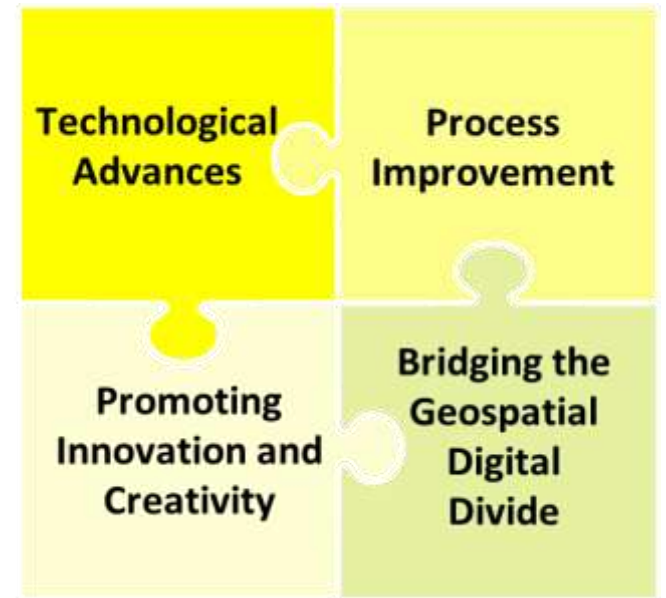 Technological
Advances
Process
Improvement
Promoting
Innovation and
Creativity
Bridging the
Geospatial
Digital
Divide